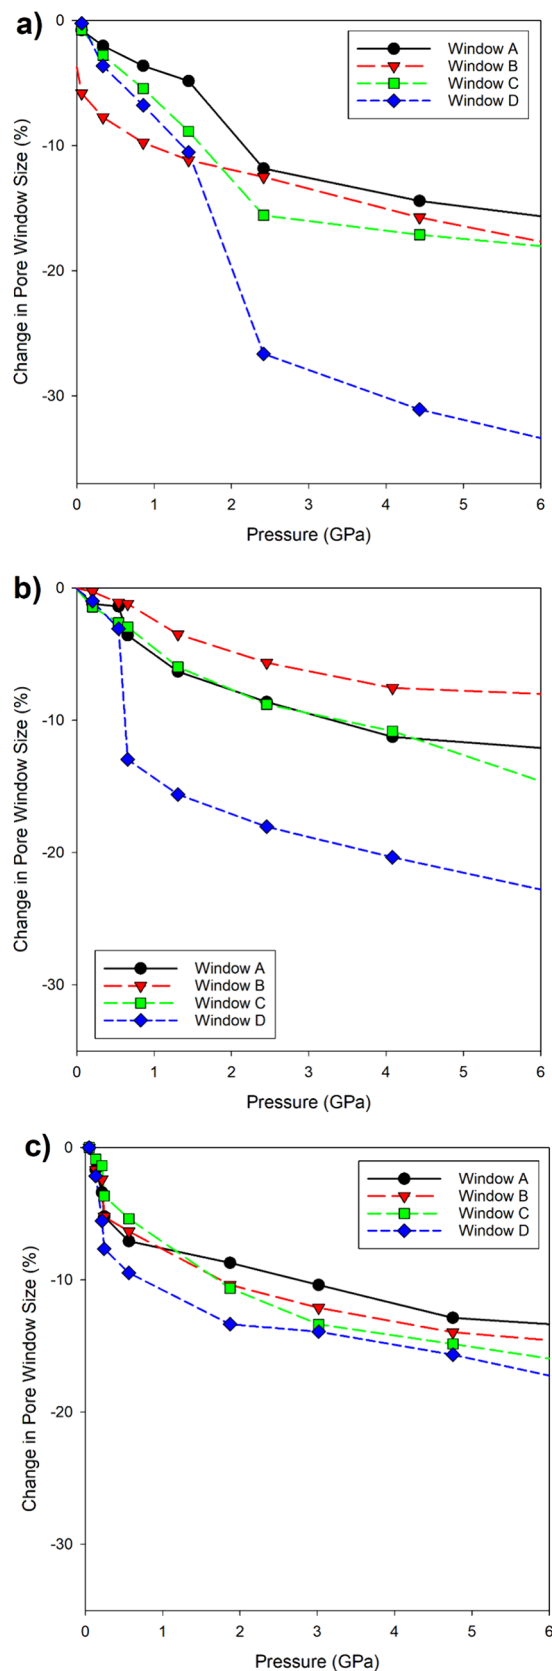 a)
Change in Pore Window Size (%)
0
-10
-20
-30
Window A
Window B
Window C
Window D
0 1 2 3 4 5 6
Pressure (GPa)
b)
Change in Pore Window Size (%)
0
-10
-20
-30
Window A
Window B
Window C
Window D
0 1 2 3 4 5 6
Pressure (GPa)
c)
Change in Pore Window Size (%)
0
-10
-20
-30
Window A
Window B
Window C
Window D
0 1 2 3 4 5 6
Pressure (GPa)